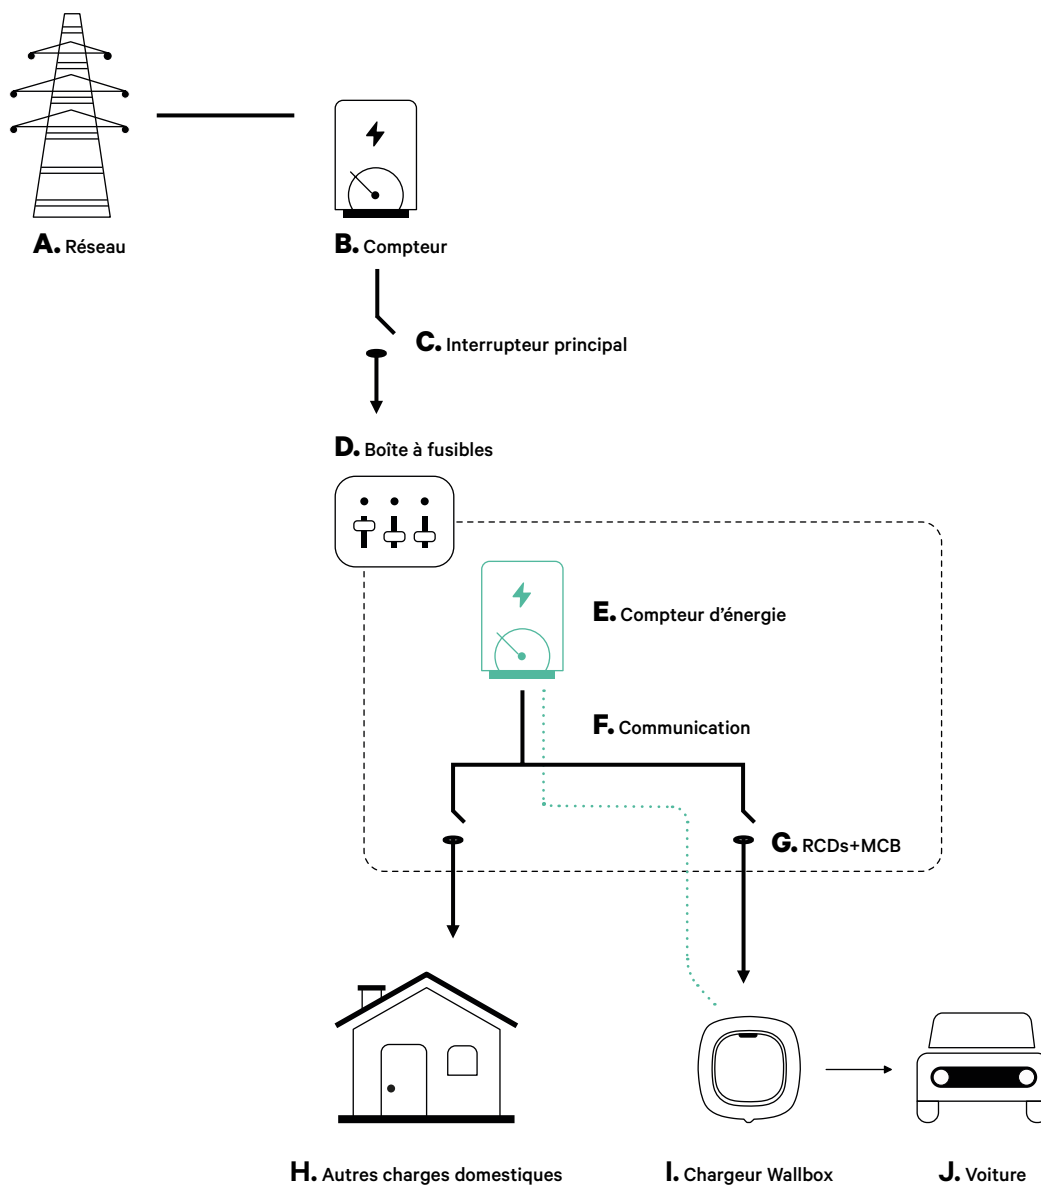 A. Réseau
B. Compteur
C. Interrupteur principal
D. Boîte à fusibles
E. Compteur d’énergie
F. Communication
G. RCDs+MCB
H. Autres charges domestiques
I. Chargeur Wallbox
J. Voiture